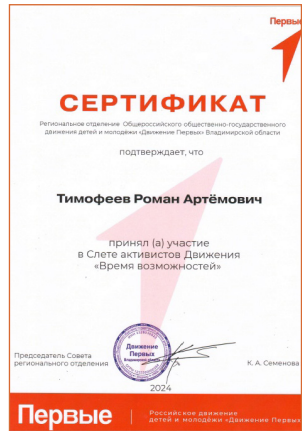 Первые
СЕРТИФИКАТ
Региональное отделение Общероссийского общественно-государственного
движения детей и молодёжи «Движение Первых» Владимирской области
подтверждает, что
Тимофеев Роман Артёмович
принял (а) участие
в Слете активистов Движения
«Время возможностей»
Движение
Первых
Председатель Совета
регионального отделения
К. А. Семенова
2024
Первые
Российское движение
детей и молодёжи «Движение Первых»